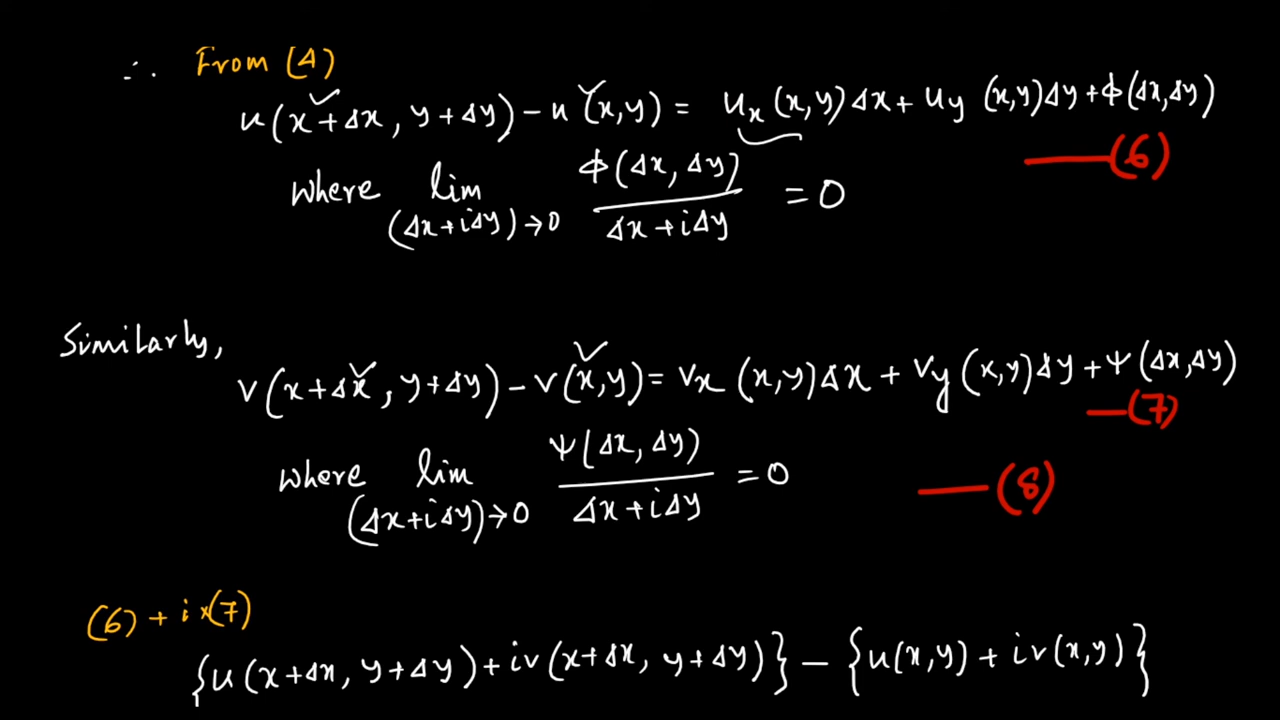 ∴ From (4)
u(x+Δx, y+Δy) - u(x,y) = u_x(x,y)Δx + u_y (x,y)Δy + ϕ(Δx,Δy)
——(6)
where lim_{(Δx+iΔy)→0} ϕ(Δx, Δy)/(Δx+iΔy) = 0
Similarly,
v(x+Δx, y+Δy) - v(x,y) = v_x (x,y)Δx + v_y(x,y)Δy + ψ(Δx,Δy)
—(7)
where lim_{(Δx+iΔy)→0} ψ(Δx, Δy)/(Δx+iΔy) = 0 ——(8)
(6) + i×(7)
{u(x+Δx, y+Δy) + iv(x+Δx, y+Δy)} - {u(x,y) + iv(x,y)}